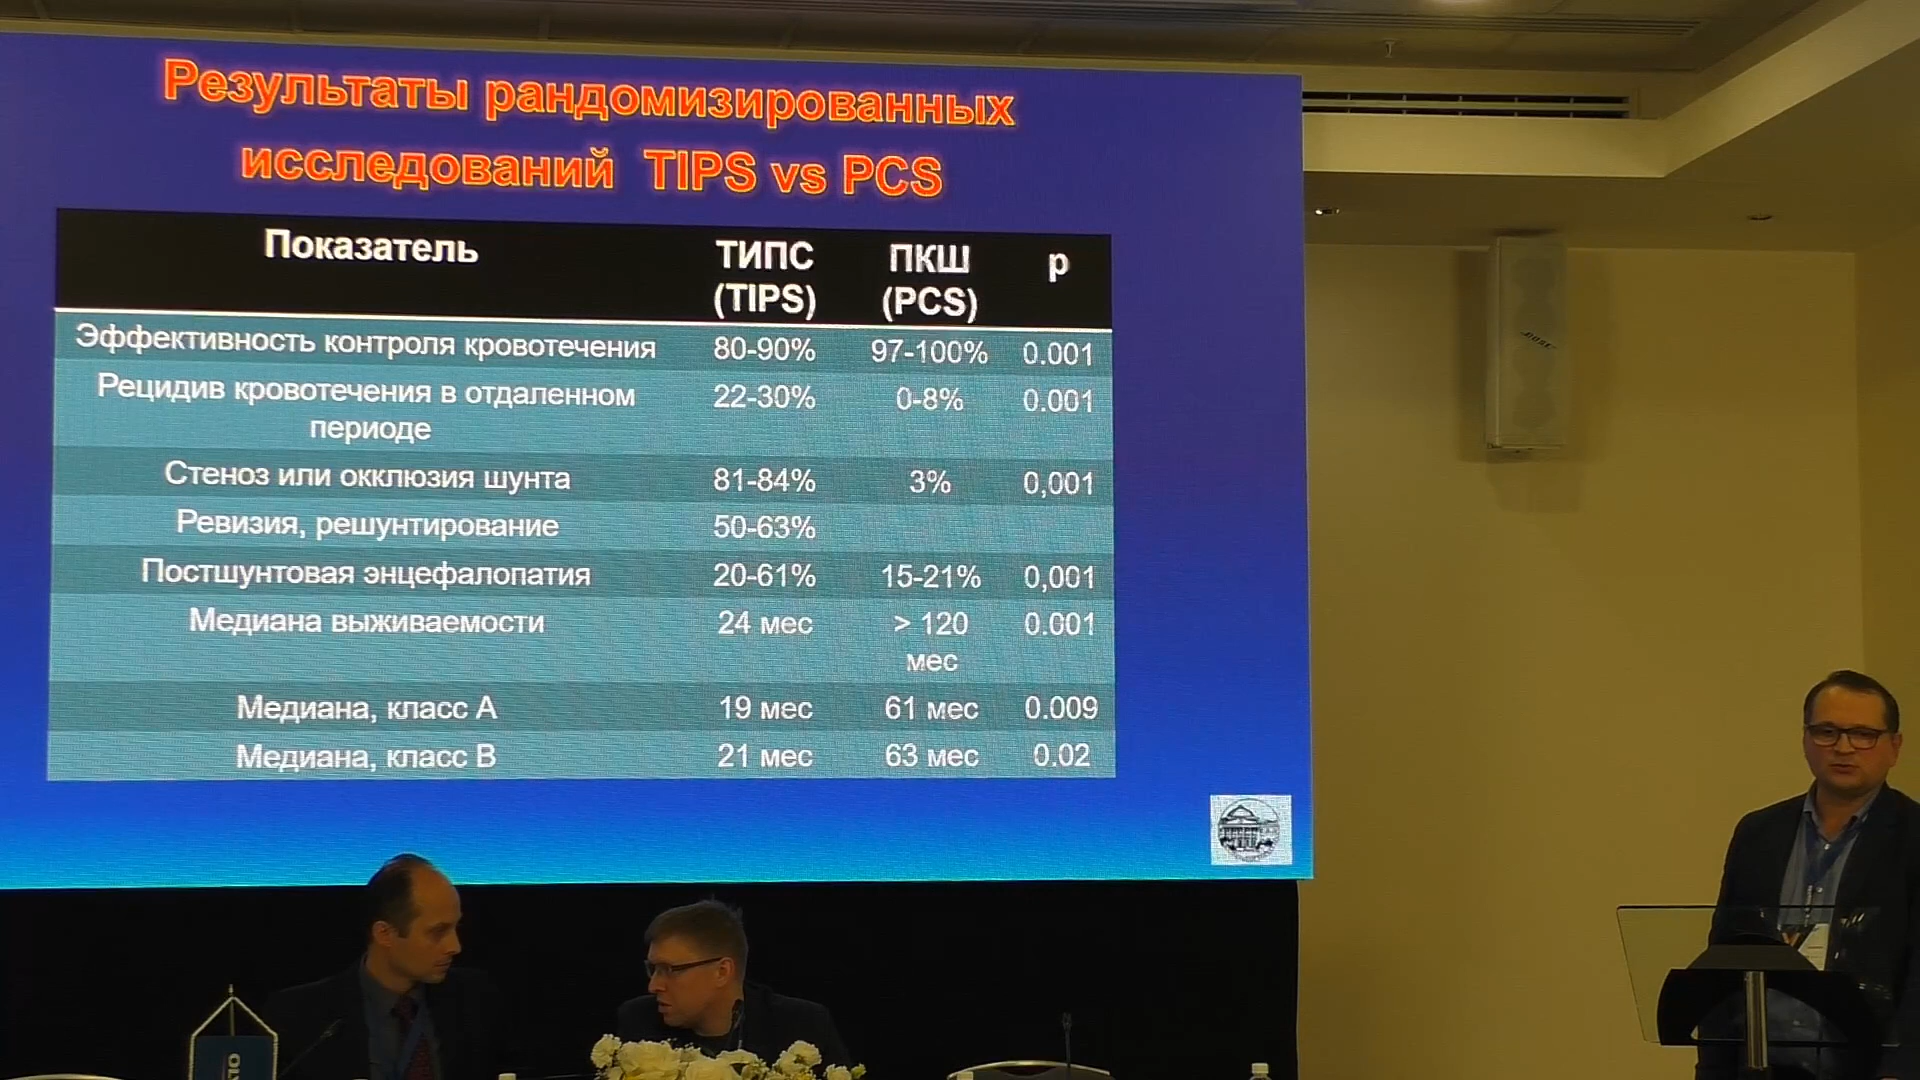 Результаты рандомизированных
исследований TIPS vs PCS
Показатель ТИПС (TIPS) ПКШ (PCS) p
Эффективность контроля кровотечения 80-90% 97-100% 0.001
Рецидив кровотечения в отдаленном периоде 22-30% 0-8% 0.001
Стеноз или окклюзия шунта 81-84% 3% 0,001
Ревизия, решунтирование 50-63%
Постшунтовая энцефалопатия 20-61% 15-21% 0,001
Медиана выживаемости 24 мес > 120 мес 0.001
Медиана, класс А 19 мес 61 мес 0.009
Медиана, класс В 21 мес 63 мес 0.02
BOSE